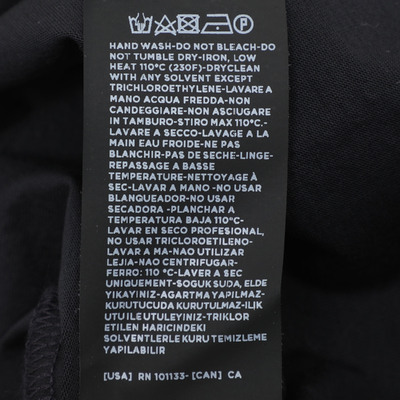 HAND WASH-DO NOT BLEACH-DO
NOT TUMBLE DRY-IRON, LOW
HEAT 110°C (230F)-DRYCLEAN
WITH ANY SOLVENT EXCEPT
TRICHLOROETHYLENE-LAVARE A
MANO ACQUA FREDDA-NON
CANDEGGIARE-NON ASCIUGARE
IN TAMBURO-STIRO MAX 110°C.-
LAVARE A SECCO-LAVAGE A LA
MAIN EAU FROIDE-NE PAS
BLANCHIR-PAS DE SECHE-LINGE-
REPASSAGE A BASSE
TEMPERATURE-NETTOYAGE À
SEC-LAVAR A MANO -NO USAR
BLANQUEADOR-NO USAR
SECADORA -PLANCHAR A
TEMPERATURA BAJA 110°C-
LAVAR EN SECO PROFESIONAL,
NO USAR TRICLOROETILENO-
LAVAR A MA-NAO UTILIZAR
LEJIA-NAO CENTRIFUGAR-
FERRO: 110 °C-LAVER A SEC
UNIQUEMENT-SOGUK SUDA, ELDE
YIKAYINIZ-AGARTMA YAPILMAZ-
KURUTUCUDA KURUTULMAZ-ILIK
UTU ILE UTULEYINIZ-TRIKLOR
ETILEN HARICINDEKI
SOLVENTLERLE KURU TEMIZLEME
YAPILABILIR
[USA] RN 101133- [CAN] CA